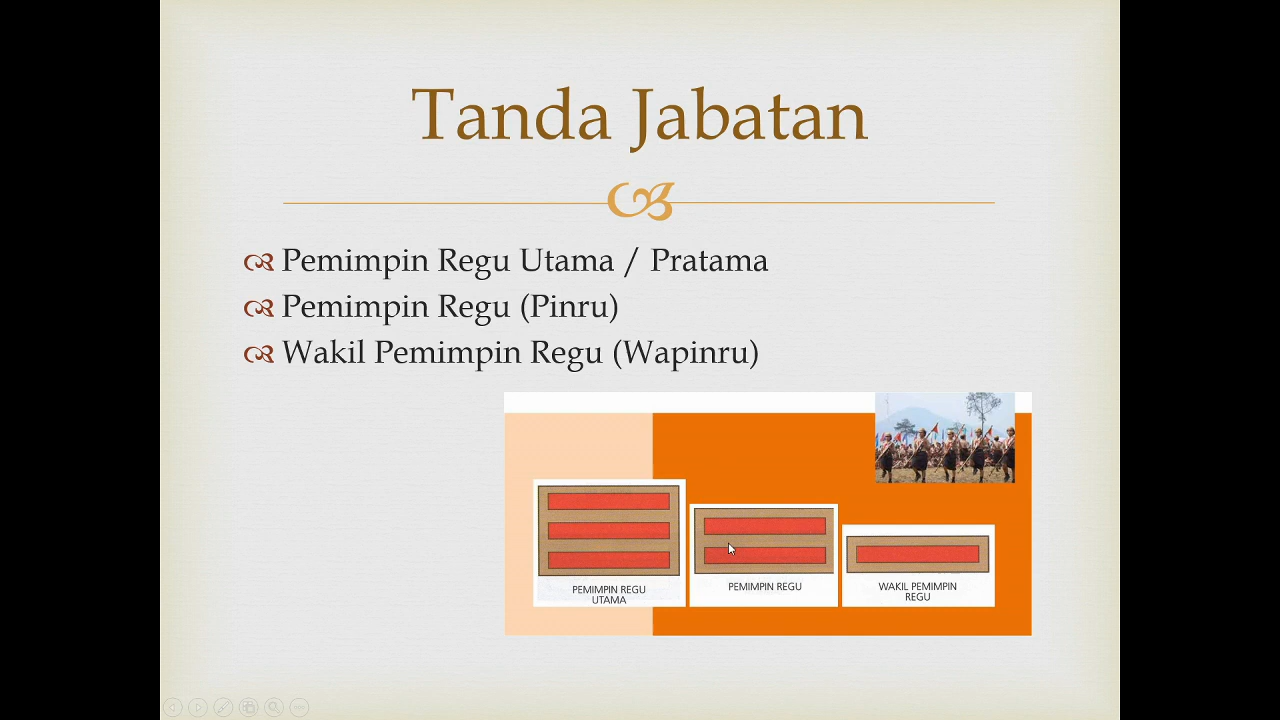 Tanda Jabatan
Pemimpin Regu Utama / Pratama
Pemimpin Regu (Pinru)
Wakil Pemimpin Regu (Wapinru)
PEMIMPIN REGU
UTAMA
PEMIMPIN REGU
WAKIL PEMIMPIN
REGU